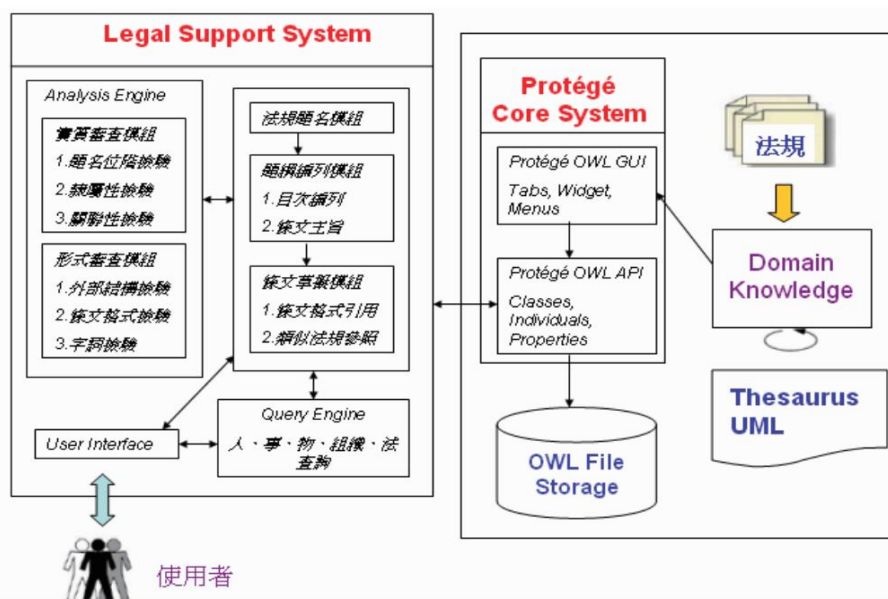 Legal Support System
Analysis Engine
實質審查模組
1.題名位階檢驗
2.隸屬性檢驗
3.關聯性檢驗
形式審查模組
1.外部結構檢驗
2.條文格式檢驗
3.字詞檢驗
法規題名模組
題綱編列模組
1.目次編列
2.條文主旨
條文草擬模組
1.條文格式引用
2.類似法規參照
User Interface
Query Engine
人、事、物、組織、法
查詢
使用者
Protégé
Core System
Protégé OWL GUI
Tabs, Widget,
Menus
Protégé OWL API
Classes,
Individuals,
Properties
OWL File
Storage
法規
Domain
Knowledge
Thesaurus
UML